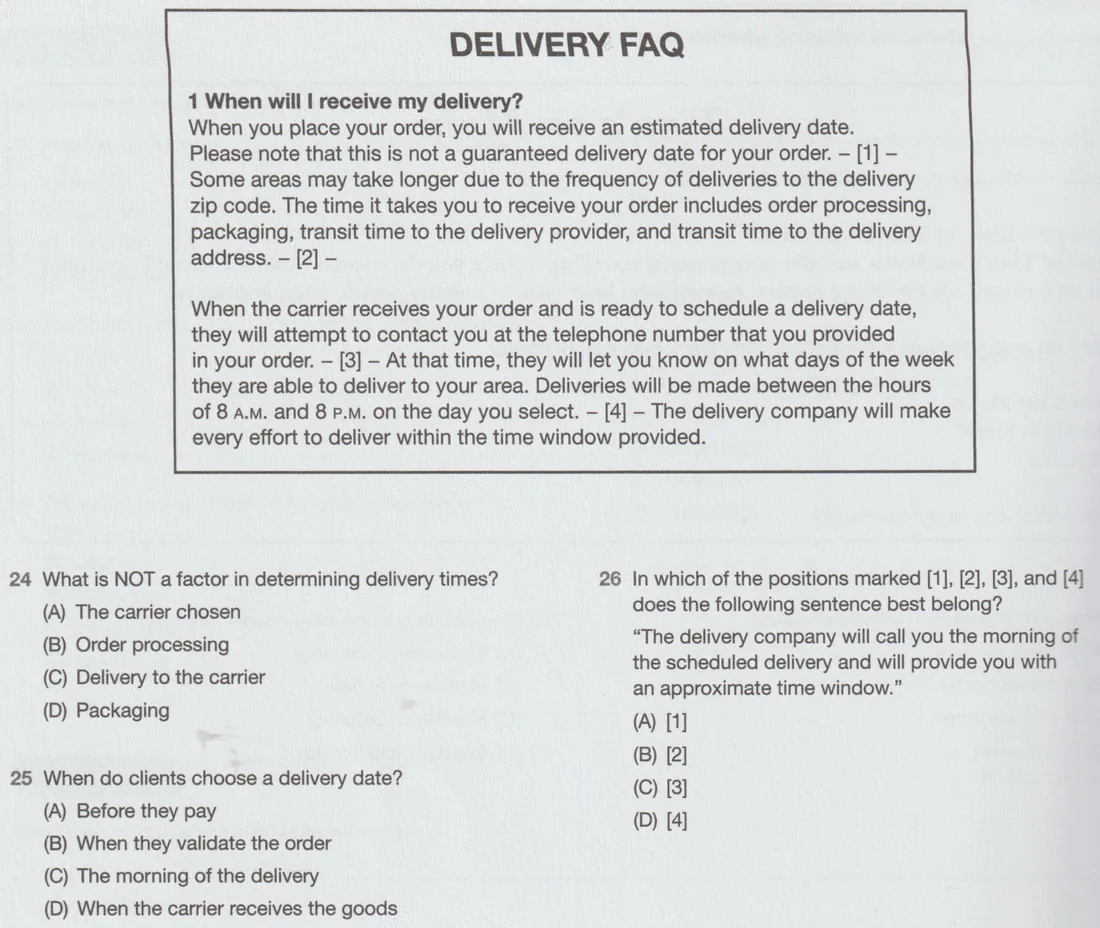 DELIVERY FAQ
1 When will I receive my delivery?
When you place your order, you will receive an estimated delivery date.
Please note that this is not a guaranteed delivery date for your order. – [1] –
Some areas may take longer due to the frequency of deliveries to the delivery
zip code. The time it takes you to receive your order includes order processing,
packaging, transit time to the delivery provider, and transit time to the delivery
address. – [2] –
When the carrier receives your order and is ready to schedule a delivery date,
they will attempt to contact you at the telephone number that you provided
in your order. – [3] – At that time, they will let you know on what days of the week
they are able to deliver to your area. Deliveries will be made between the hours
of 8 A.M. and 8 P.M. on the day you select. – [4] – The delivery company will make
every effort to deliver within the time window provided.
24 What is NOT a factor in determining delivery times?
(A) The carrier chosen
(B) Order processing
(C) Delivery to the carrier
(D) Packaging
25 When do clients choose a delivery date?
(A) Before they pay
(B) When they validate the order
(C) The morning of the delivery
(D) When the carrier receives the goods
26 In which of the positions marked [1], [2], [3], and [4]
does the following sentence best belong?
“The delivery company will call you the morning of
the scheduled delivery and will provide you with
an approximate time window.”
(A) [1]
(B) [2]
(C) [3]
(D) [4]